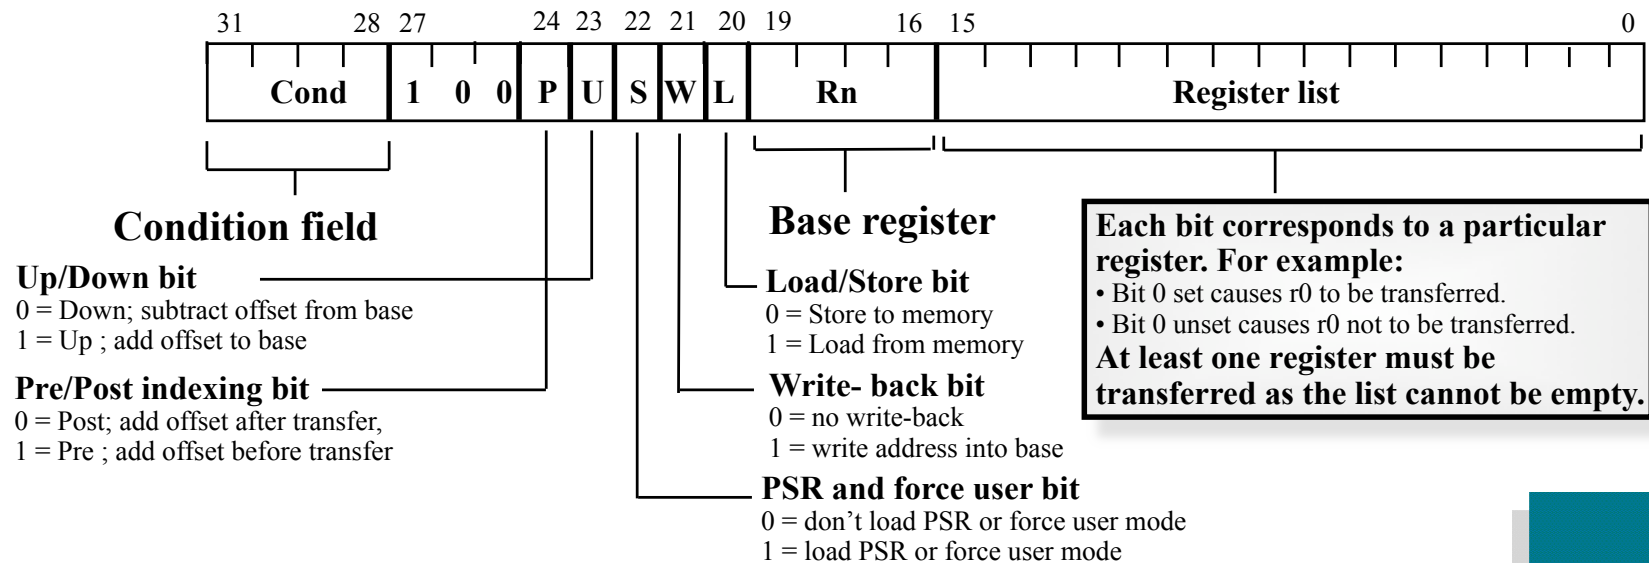 31 28 27 24 23 22 21 20 19 16 15 0
Cond 1 0 0 P U S W L Rn Register list
Condition field
Up/Down bit
0 = Down; subtract offset from base
1 = Up ; add offset to base
Pre/Post indexing bit
0 = Post; add offset after transfer,
1 = Pre ; add offset before transfer
Base register
Load/Store bit
0 = Store to memory
1 = Load from memory
Write- back bit
0 = no write-back
1 = write address into base
PSR and force user bit
0 = don’t load PSR or force user mode
1 = load PSR or force user mode
Each bit corresponds to a particular
register. For example:
• Bit 0 set causes r0 to be transferred.
• Bit 0 unset causes r0 not to be transferred.
At least one register must be
transferred as the list cannot be empty.